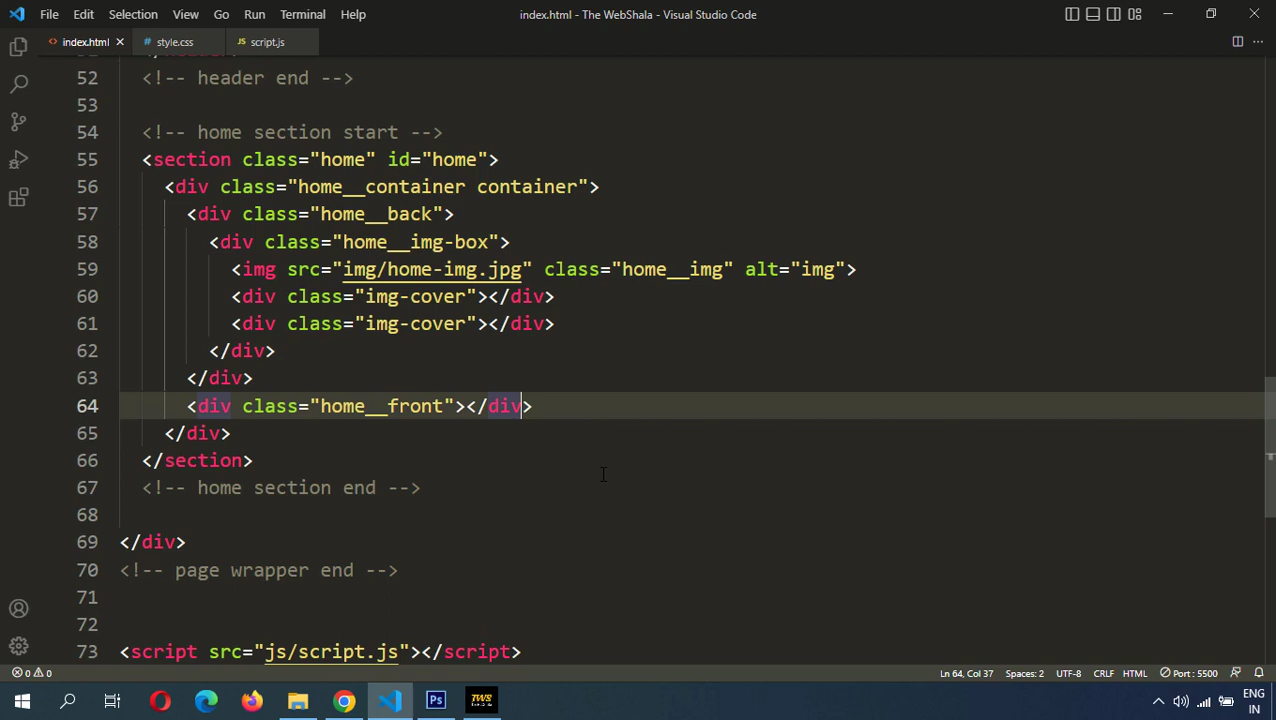 File Edit Selection View Go Run Terminal Help index.html - The WebShala - Visual Studio Code
index.html style.css JS script.js
52 <!-- header end -->
53
54 <!-- home section start -->
55 <section class="home" id="home">
56 <div class="home__container container">
57 <div class="home__back">
58 <div class="home__img-box">
59 <img src="img/home-img.jpg" class="home__img" alt="img">
60 <div class="img-cover"></div>
61 <div class="img-cover"></div>
62 </div>
63 </div>
64 <div class="home__front"></div>
65 </div>
66 </section>
67 <!-- home section end -->
68
69 </div>
70 <!-- page wrapper end -->
71
72
73 <script src="js/script.js"></script>
0 0 Ln 64, Col 37 Spaces: 2 UTF-8 CRLF HTML Port : 5500
Ps TWS ENG
IN